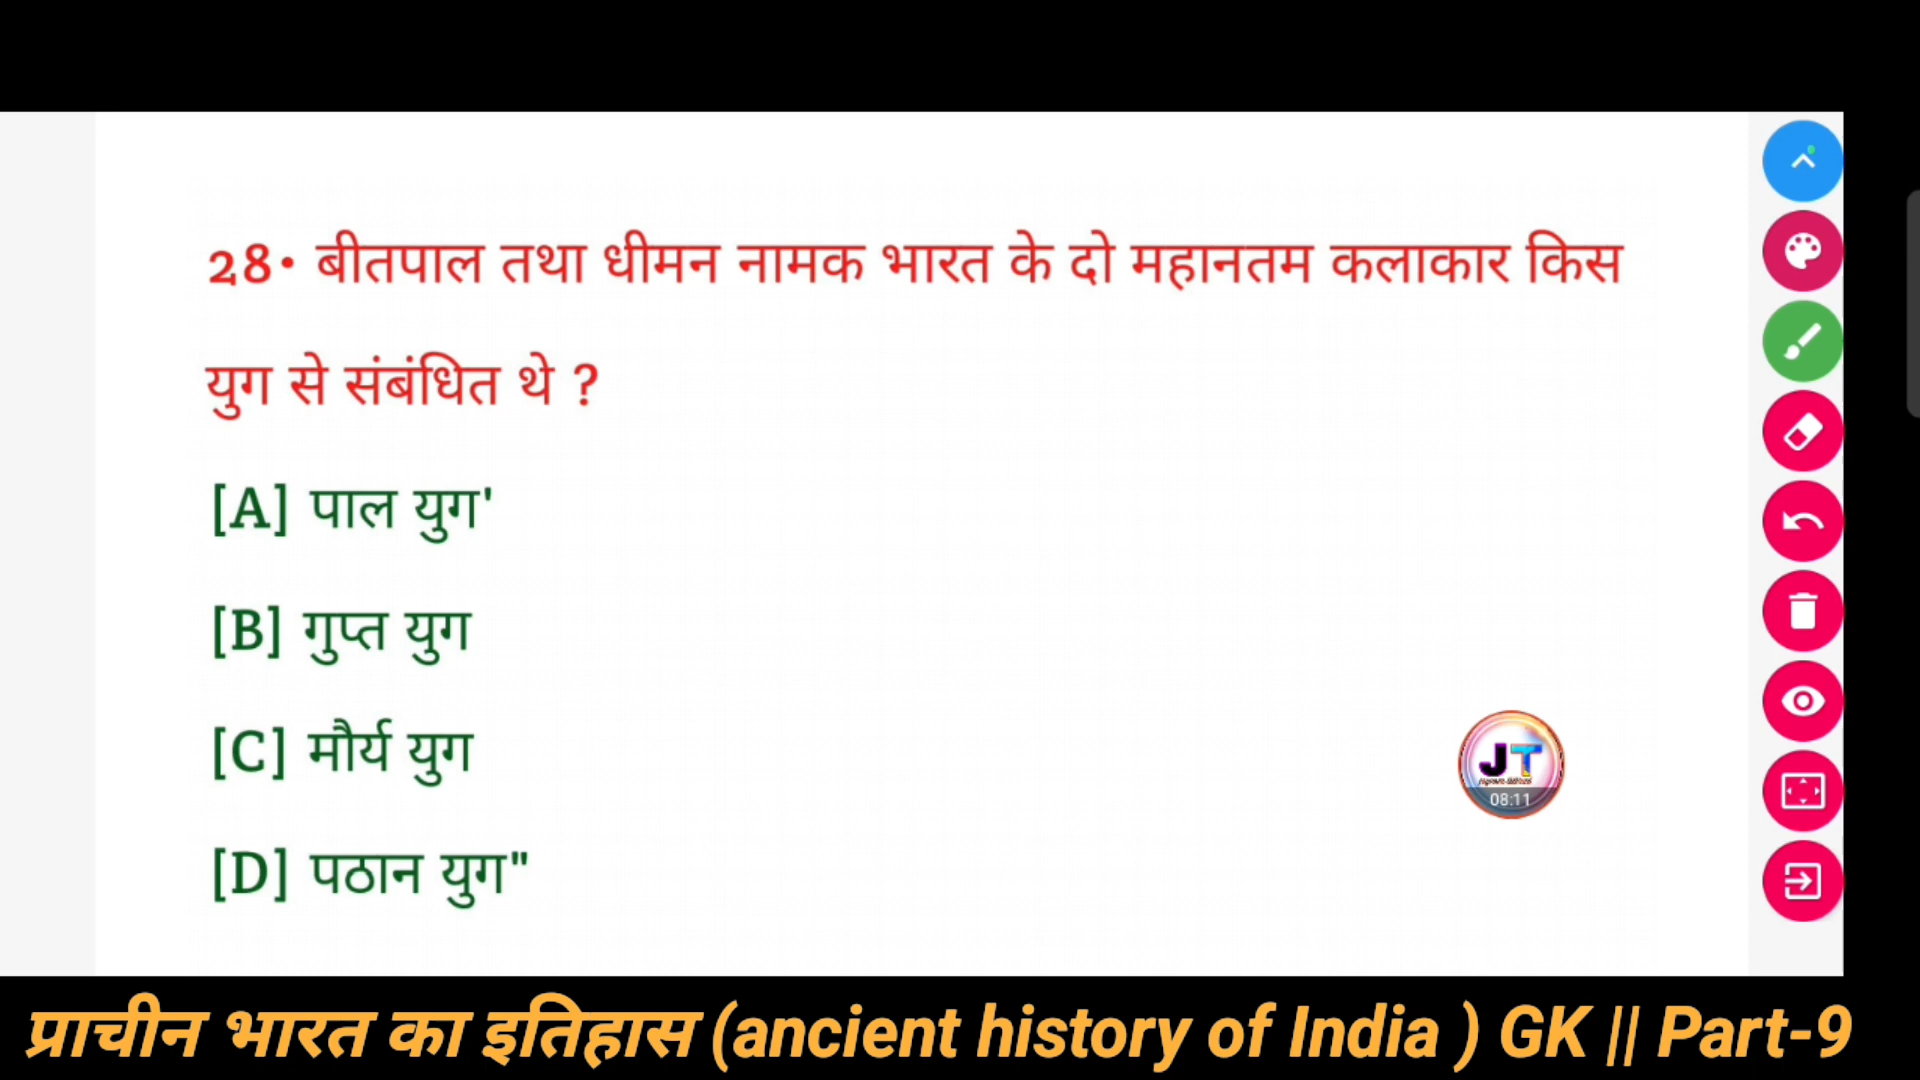 28• बीतपाल तथा धीमन नामक भारत के दो महानतम कलाकार किस
युग से संबंधित थे ?
[A] पाल युग'
[B] गुप्त युग
[C] मौर्य युग
[D] पठान युग"
JT
08:11
प्राचीन भारत का इतिहास (ancient history of India ) GK || Part-9